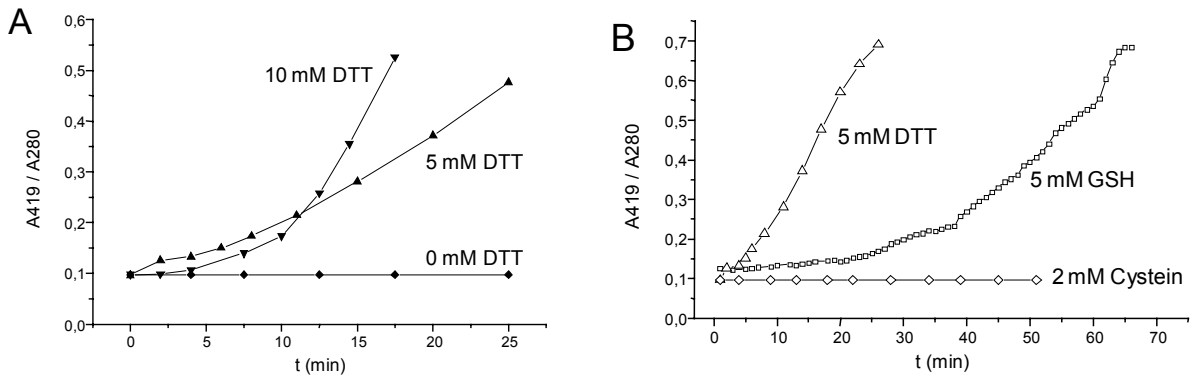 A
A419 / A280
0,6
0,5
0,4
0,3
0,2
0,1
0,0
10 mM DTT
5 mM DTT
0 mM DTT
0 5 10 15 20 25
t (min)
B
A419 / A280
0,7
0,6
0,5
0,4
0,3
0,2
0,1
0,0
5 mM DTT
5 mM GSH
2 mM Cystein
0 10 20 30 40 50 60 70
t (min)